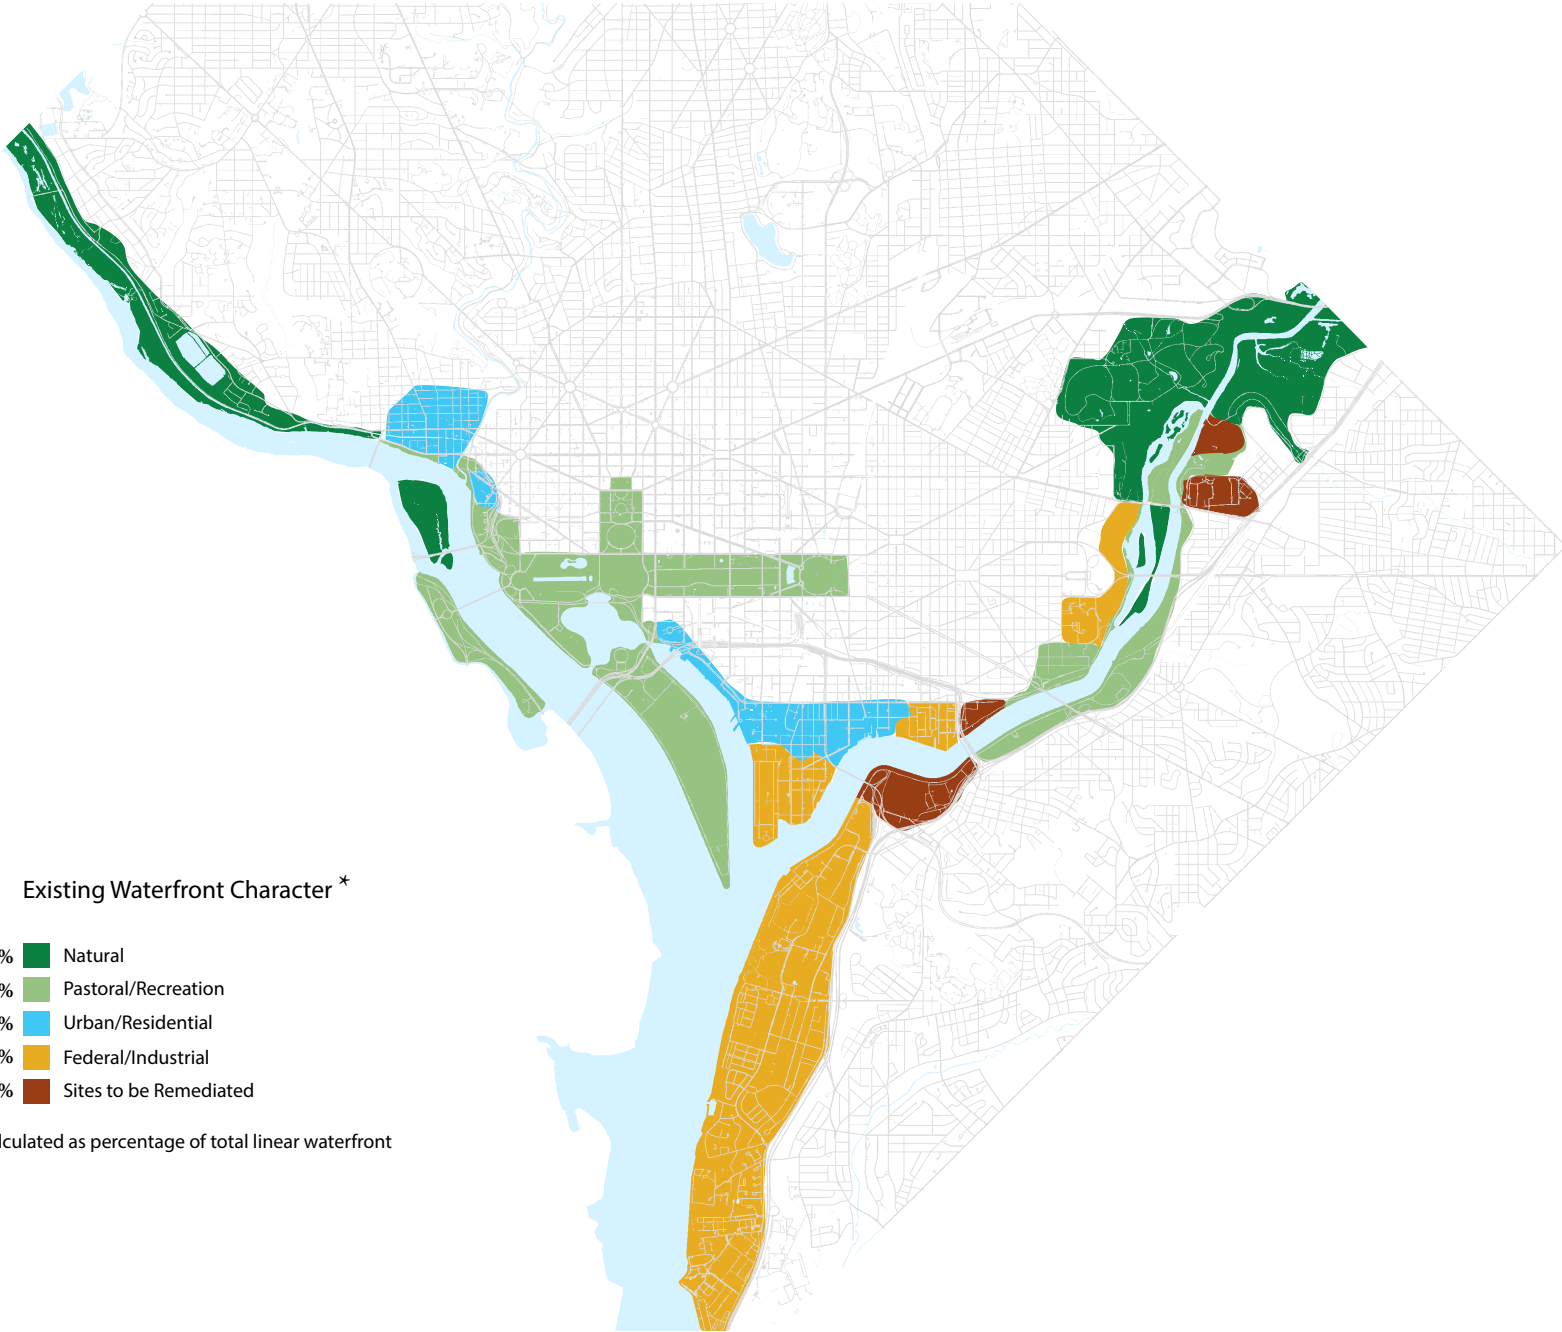 Existing Waterfront Character *
% Natural
% Pastoral/Recreation
% Urban/Residential
% Federal/Industrial
% Sites to be Remediated
lculated as percentage of total linear waterfront